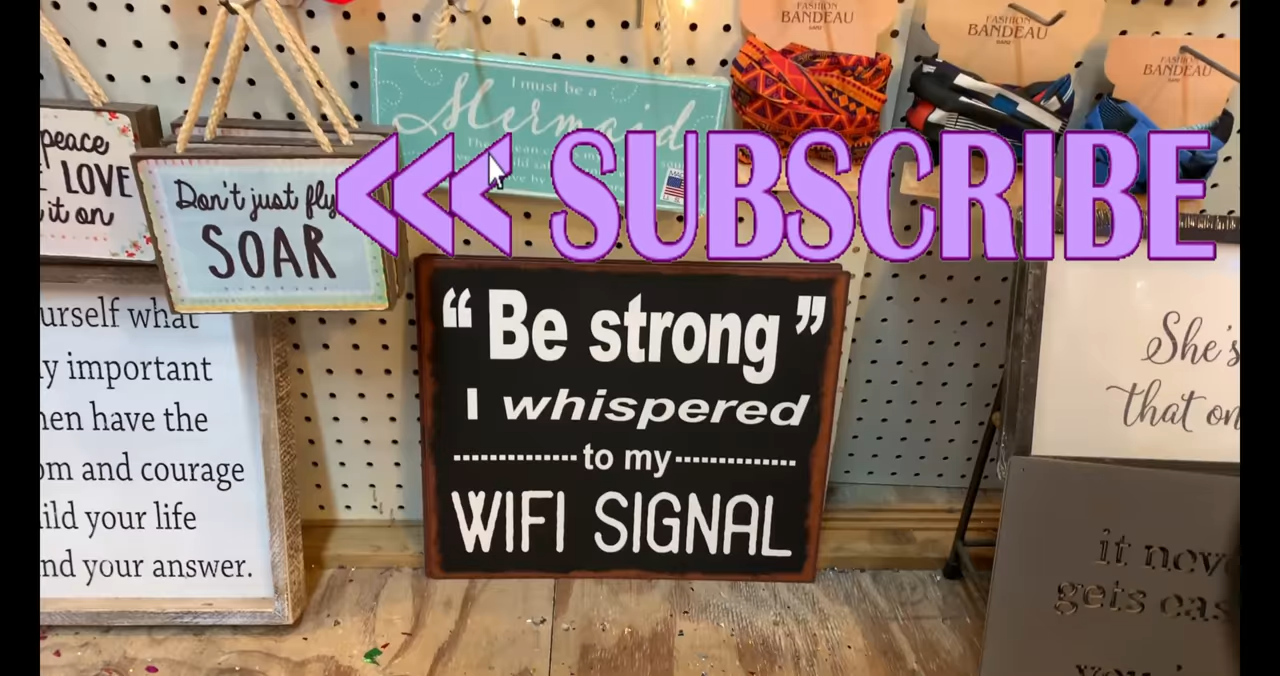 FASHION
BANDEAU
FASHION
BANDEAU
FASHION
BANDEAU
I must be a
Mermaid
SUBSCRIBE
peace
LOVE
it on
Don't just fly
SOAR
urself what
y important
en have the
om and courage
ild your life
nd your answer.
“Be strong”
I whispered
to my
WIFI SIGNAL
She's
that on
it nev
gets eas